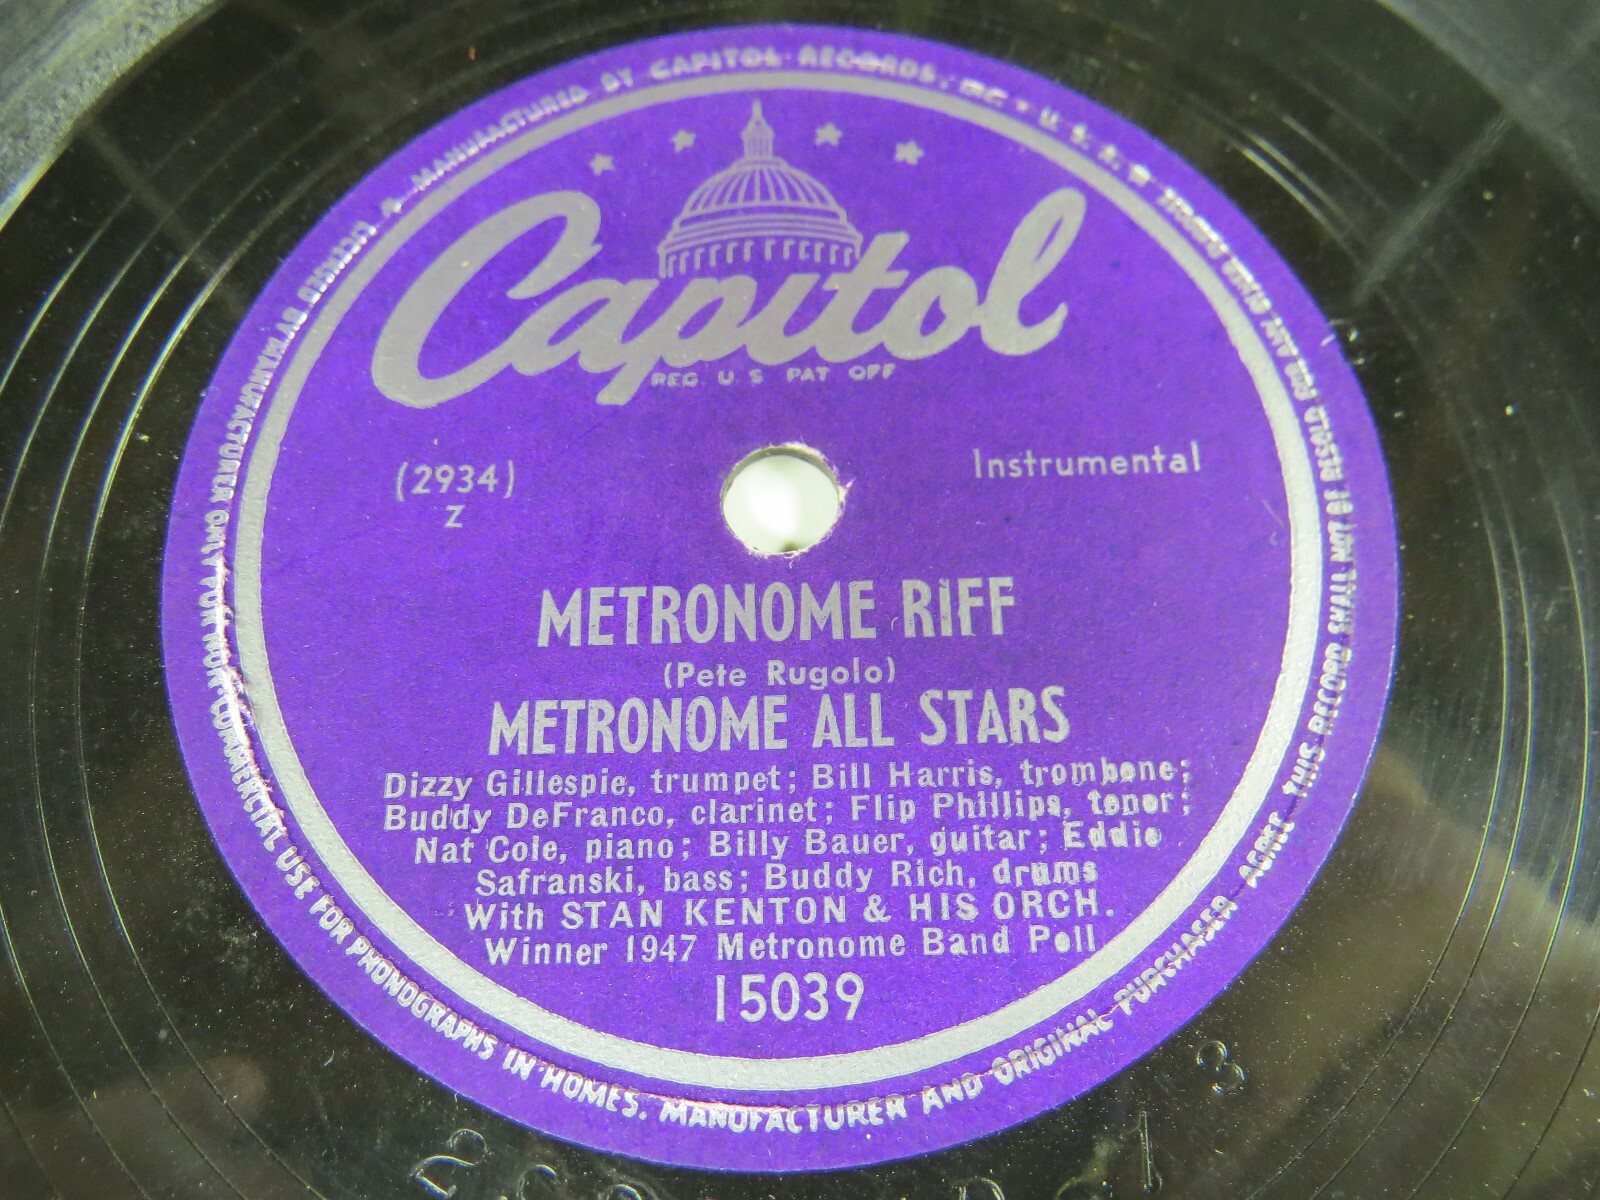 LICENSED BY MANUFACTURER ONLY FOR NON-COMMERCIAL USE FOR PHONOGRAPHS IN HOMES. MANUFACTURER AND ORIGINAL PURCHASER AGREE THIS RECORD SHALL NOT BE RESOLD FOR ANY OTHER
MANUFACTURED BY CAPITOL RECORDS, INC • U. S. A.
Capitol
REG. U S PAT OFF
(2934)
Z
Instrumental
METRONOME RIFF
(Pete Rugolo)
METRONOME ALL STARS
Dizzy Gillespie, trumpet; Bill Harris, trombone;
Buddy DeFranco, clarinet; Flip Phillips, tenor;
Nat Cole, piano; Billy Bauer, guitar; Eddie
Safranski, bass; Buddy Rich, drums
With STAN KENTON & HIS ORCH.
Winner 1947 Metronome Band Poll
15039
3